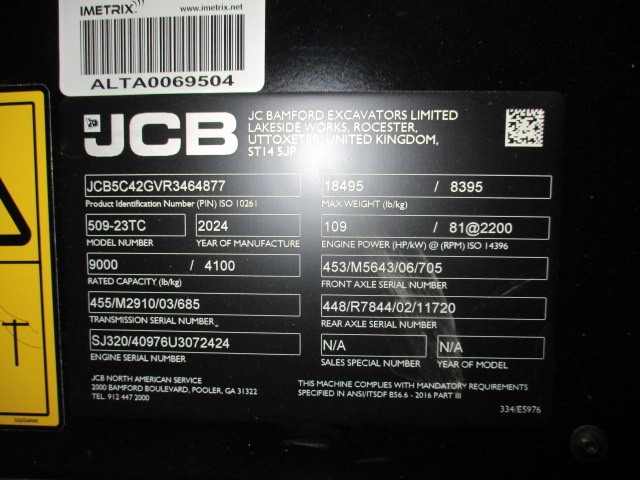 IMETRIX
www.imetrix.net
ALTA0069504
JCB
JC BAMFORD EXCAVATORS LIMITED
LAKESIDE WORKS, ROCESTER,
UTTOXETER, UNITED KINGDOM,
ST14 5JP
JCB5C42GVR3464877
Product Identification Number (PIN) ISO 10261
18495 / 8395
MAX WEIGHT (lb/kg)
509-23TC
MODEL NUMBER
2024
YEAR OF MANUFACTURE
109 / 81@2200
ENGINE POWER (HP/kW) @ (RPM) ISO 14396
9000 / 4100
RATED CAPACITY (lb/kg)
453/M5643/06/705
FRONT AXLE SERIAL NUMBER
455/M2910/03/685
TRANSMISSION SERIAL NUMBER
448/R7844/02/11720
REAR AXLE SERIAL NUMBER
SJ320/40976U3072424
ENGINE SERIAL NUMBER
N/A
SALES SPECIAL NUMBER
N/A
YEAR OF MODEL
JCB NORTH AMERICAN SERVICE
2000 BAMFORD BOULEVARD, POOLER, GA 31322
TEL. 912 447 2000
THIS MACHINE COMPLIES WITH MANDATORY REQUIREMENTS
SPECIFIED IN ANSI/ITSDF B56.6 - 2016 PART III
334/E5976